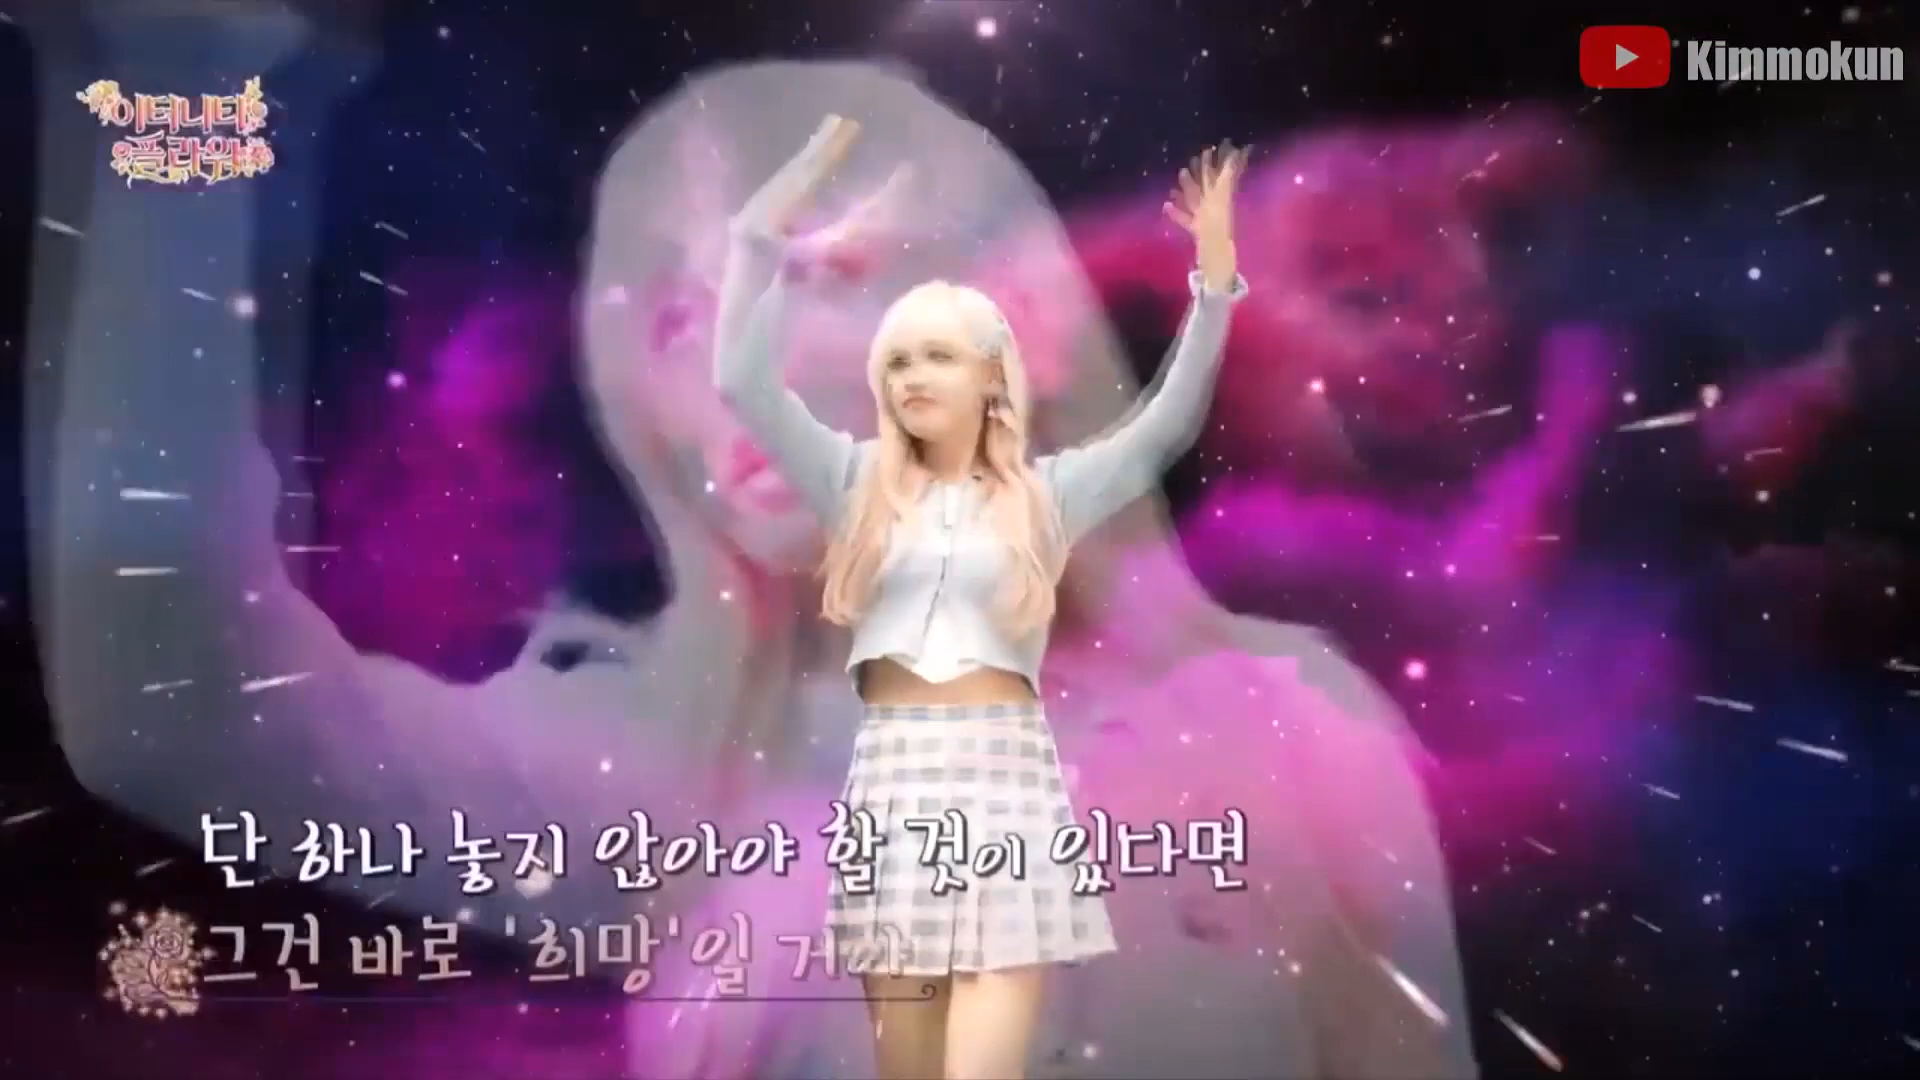 Kimmokun
이터니티
플라워
단 하나 놓지 않아야 할 것이 있다면
그건 바로 '희망'일 거야